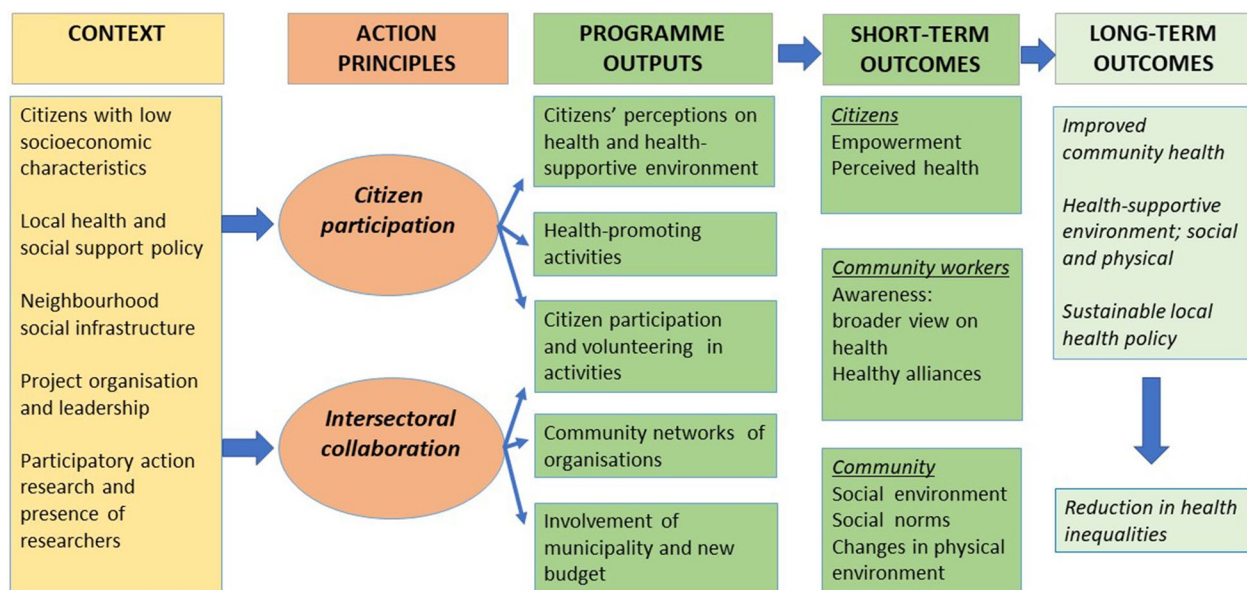 CONTEXT
Citizens with low
socioeconomic
characteristics
Local health and
social support policy
Neighbourhood
social infrastructure
Project organisation
and leadership
Participatory action
research and
presence of
researchers
ACTION
PRINCIPLES
Citizen
participation
Intersectoral
collaboration
PROGRAMME
OUTPUTS
Citizens’ perceptions on
health and health-
supportive environment
Health-promoting
activities
Citizen participation
and volunteering in
activities
Community networks of
organisations
Involvement of
municipality and new
budget
SHORT-TERM
OUTCOMES
Citizens
Empowerment
Perceived health
Community workers
Awareness:
broader view on
health
Healthy alliances
Community
Social environment
Social norms
Changes in physical
environment
LONG-TERM
OUTCOMES
Improved
community health
Health-supportive
environment; social
and physical
Sustainable local
health policy
Reduction in health
inequalities